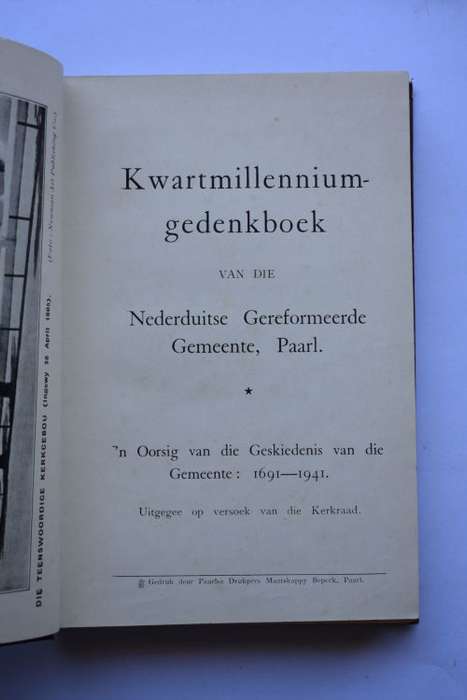 Kwartmillennium-
gedenkboek
VAN DIE
Nederduitse Gereformeerde
Gemeente, Paarl.
★
'n Oorsig van die Geskiedenis van die
Gemeente: 1691—1941.
Uitgegee op versoek van die Kerkraad.
Gedruk deur Paarlse Drukpers Maatskappy Beperk, Paarl.
DIE TEENSWOORDIGE KERKGEBOU (Ingewy 28 April 1905).